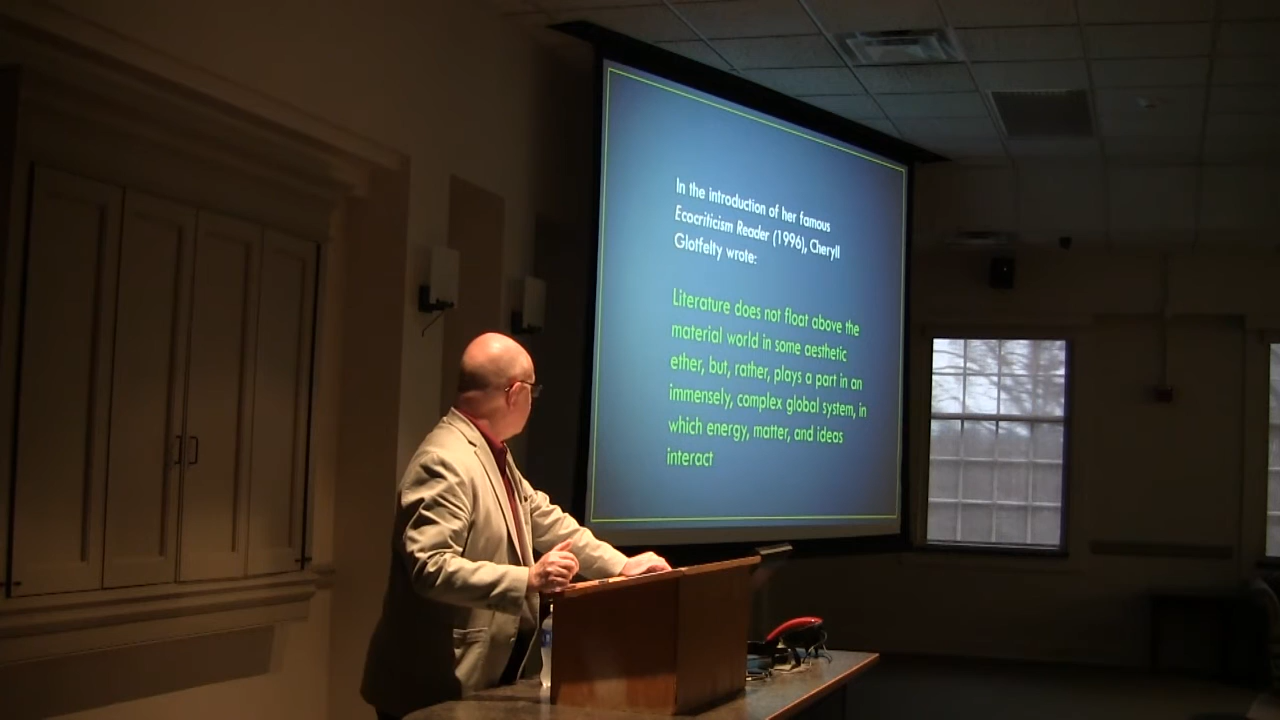 In the introduction of her famous
Ecocriticism Reader (1996), Cheryll
Glotfelty wrote:
Literature does not float above the
material world in some aesthetic
ether, but, rather, plays a part in an
immensely, complex global system, in
which energy, matter, and ideas
interact